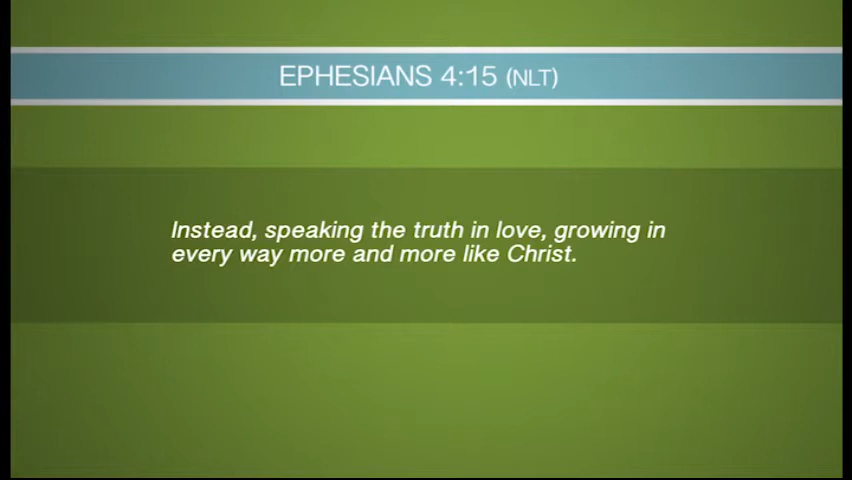 EPHESIANS 4:15 (NLT)
Instead, speaking the truth in love, growing in
every way more and more like Christ.